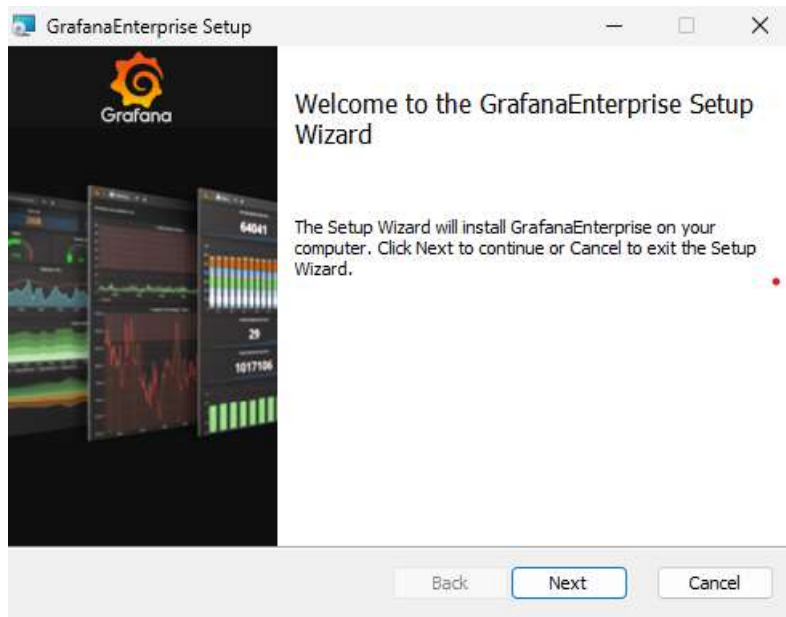 GrafanaEnterprise Setup
Grafana
Welcome to the GrafanaEnterprise Setup
Wizard
The Setup Wizard will install GrafanaEnterprise on your
computer. Click Next to continue or Cancel to exit the Setup
Wizard.
64041
29
1017106
Back
Next
Cancel